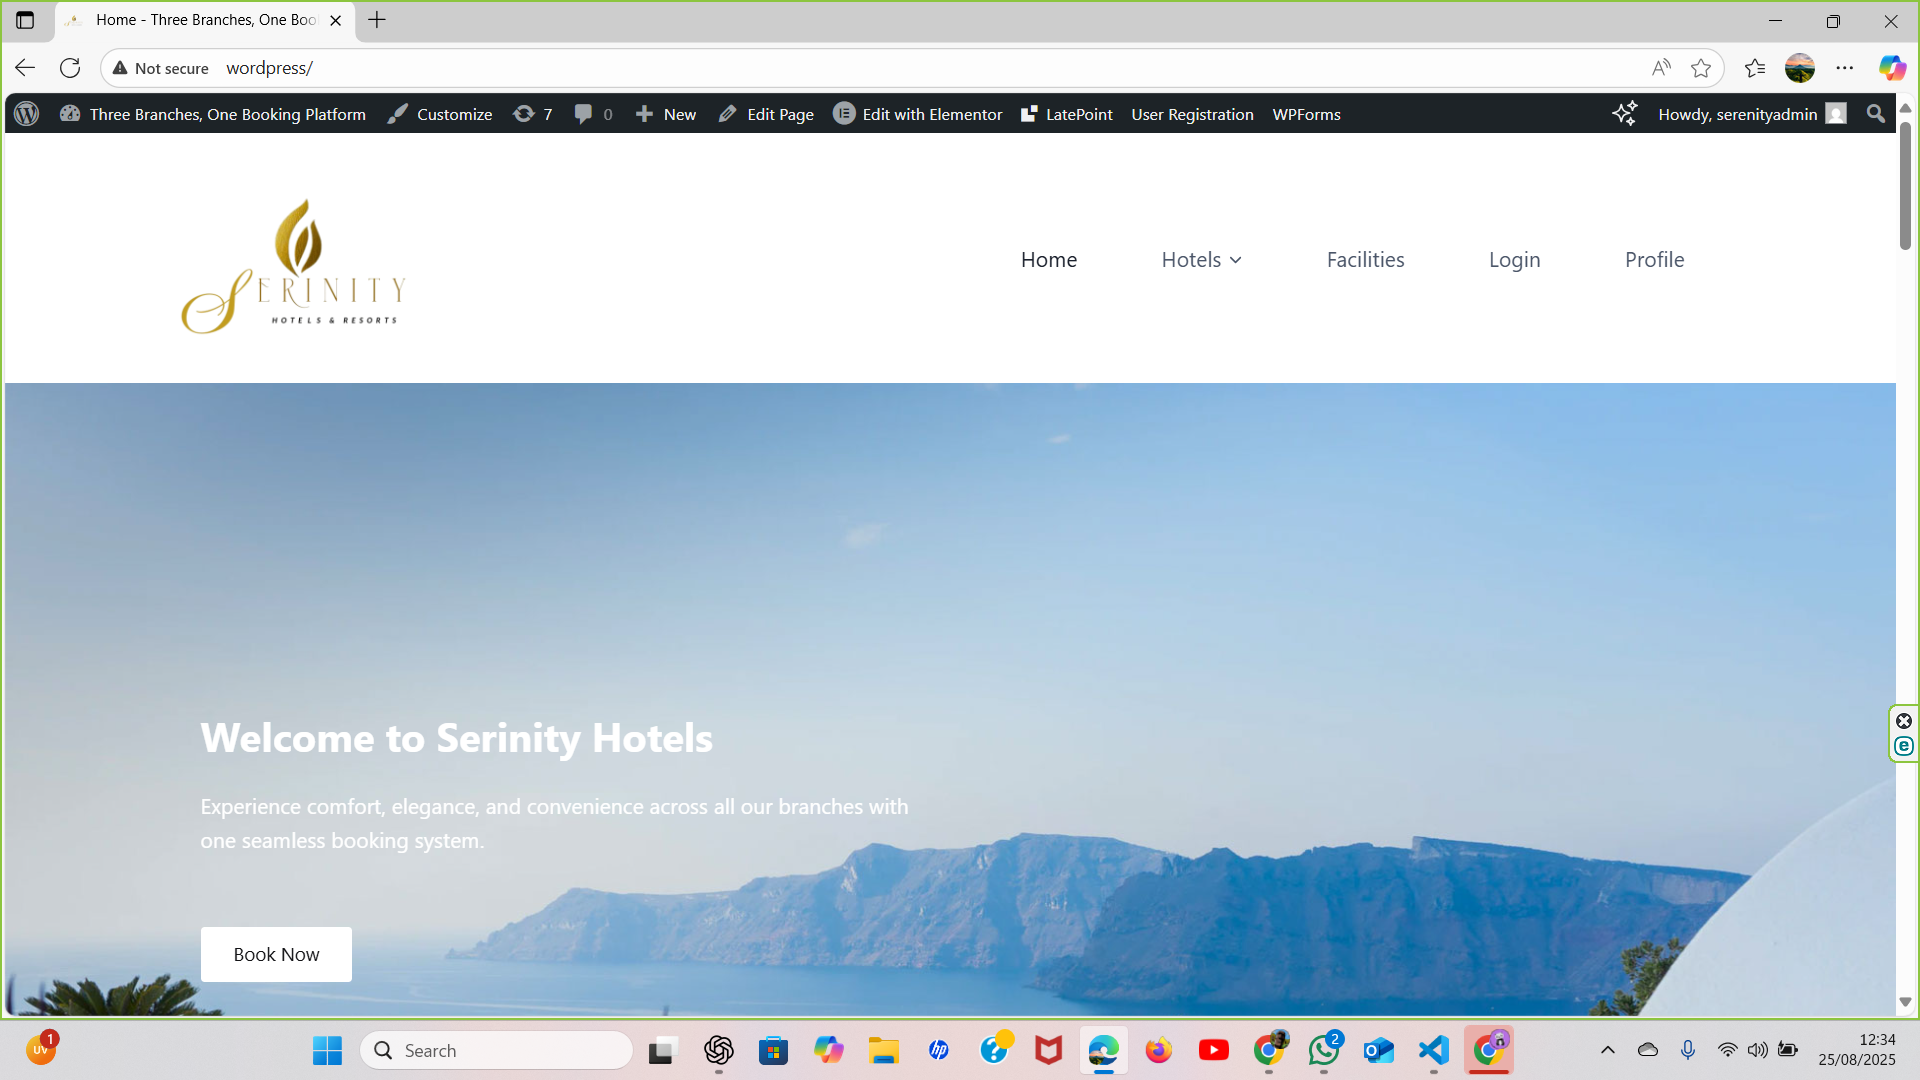 Home - Three Branches, One Boo
Not secure
wordpress/
Three Branches, One Booking Platform
Customize
7
0
New
Edit Page
Edit with Elementor
LatePoint
User Registration
WPForms
Howdy, serenityadmin
SERINITY
HOTELS & RESORTS
Home
Hotels
Facilities
Login
Profile
Welcome to Serinity Hotels
Experience comfort, elegance, and convenience across all our branches with
one seamless booking system.
Book Now
UV
1
Search
hp
2
12:34
25/08/2025